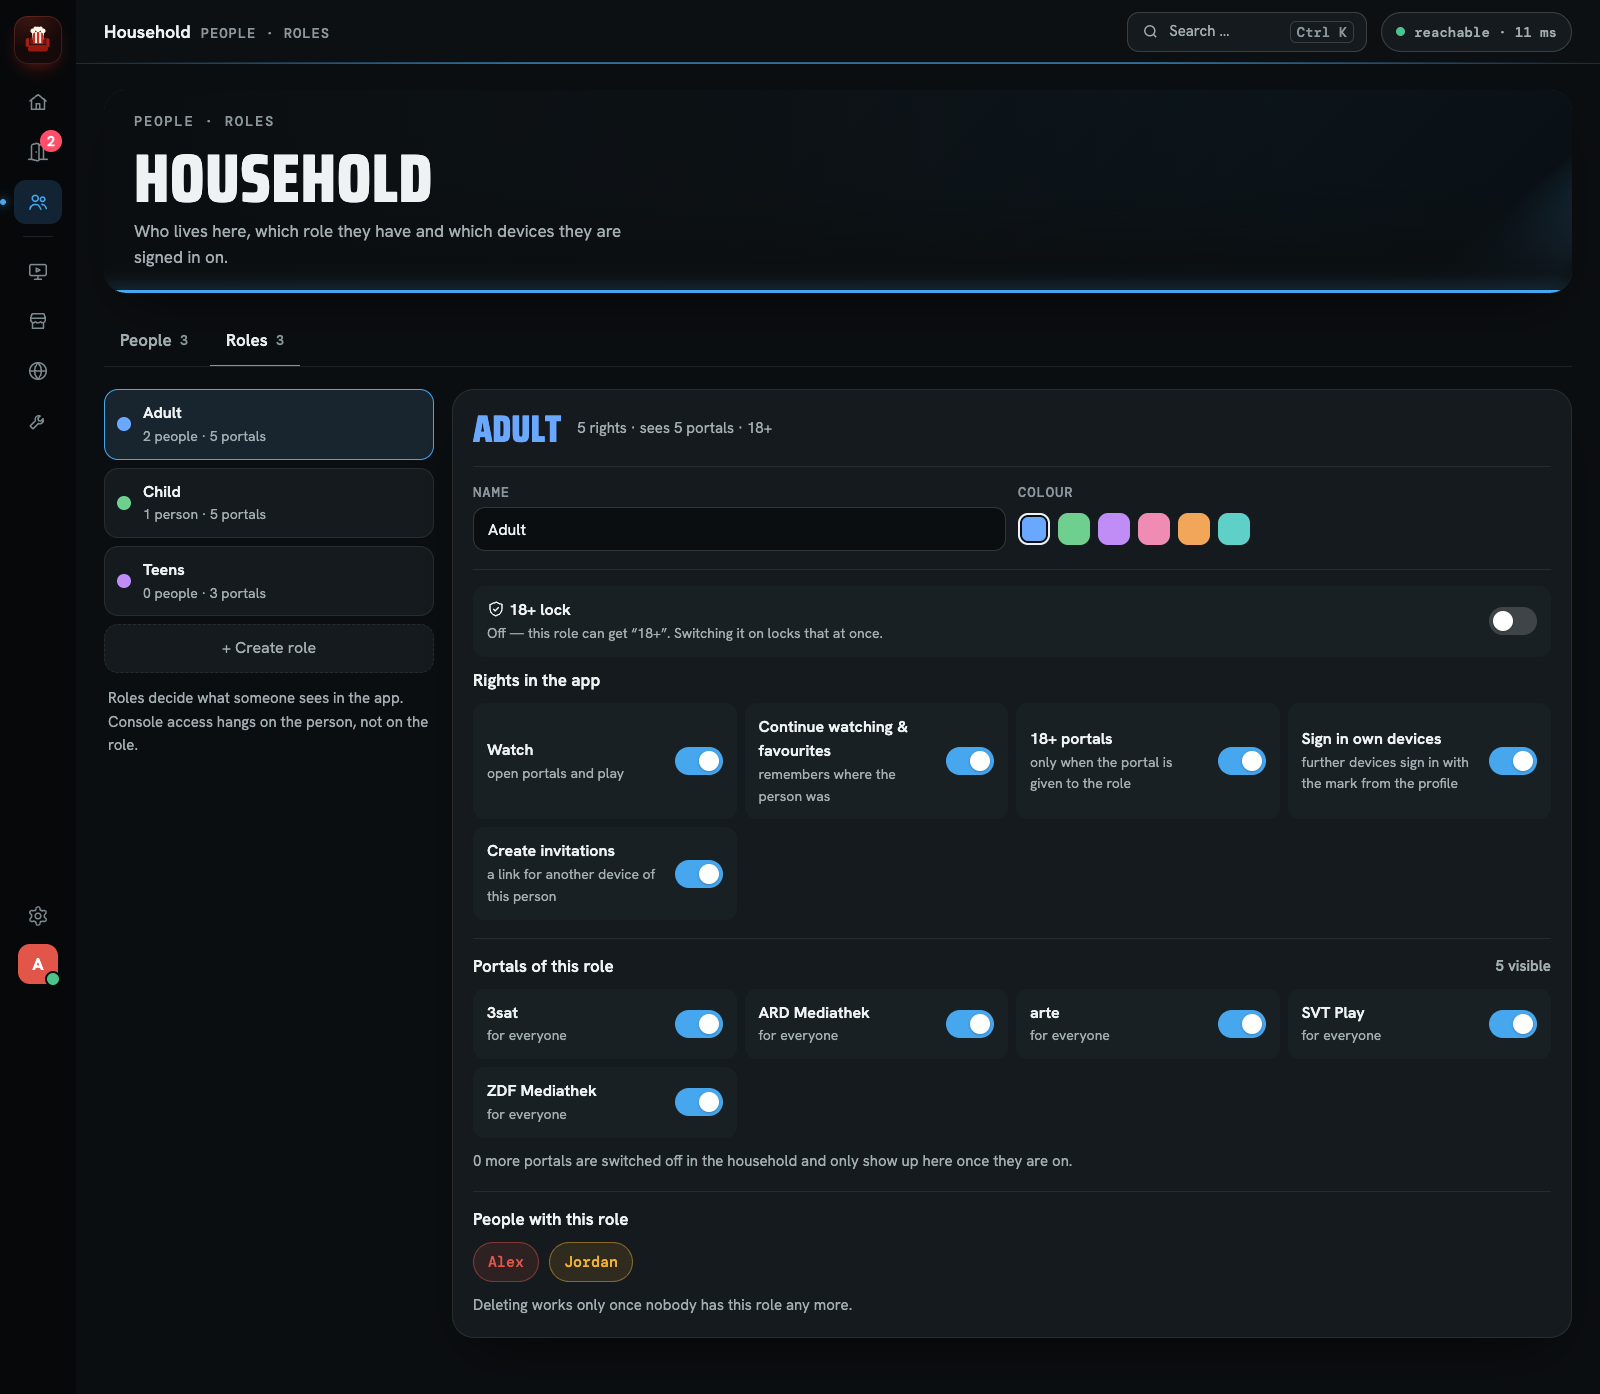 Household PEOPLE · ROLES
Search ...
Ctrl K
reachable · 11 ms
2
PEOPLE · ROLES
HOUSEHOLD
Who lives here, which role they have and which devices they are
signed in on.
People 3
Roles 3
Adult
2 people · 5 portals
Child
1 person · 5 portals
Teens
0 people · 3 portals
+ Create role
Roles decide what someone sees in the app.
Console access hangs on the person, not on the
role.
ADULT 5 rights · sees 5 portals · 18+
NAME
COLOUR
Adult
18+ lock
Off — this role can get “18+”. Switching it on locks that at once.
Rights in the app
Watch
open portals and play
Continue watching &
favourites
remembers where the
person was
18+ portals
only when the portal is
given to the role
Sign in own devices
further devices sign in with
the mark from the profile
Create invitations
a link for another device of
this person
Portals of this role
5 visible
3sat
for everyone
ARD Mediathek
for everyone
arte
for everyone
SVT Play
for everyone
ZDF Mediathek
for everyone
0 more portals are switched off in the household and only show up here once they are on.
People with this role
Alex
Jordan
Deleting works only once nobody has this role any more.
A